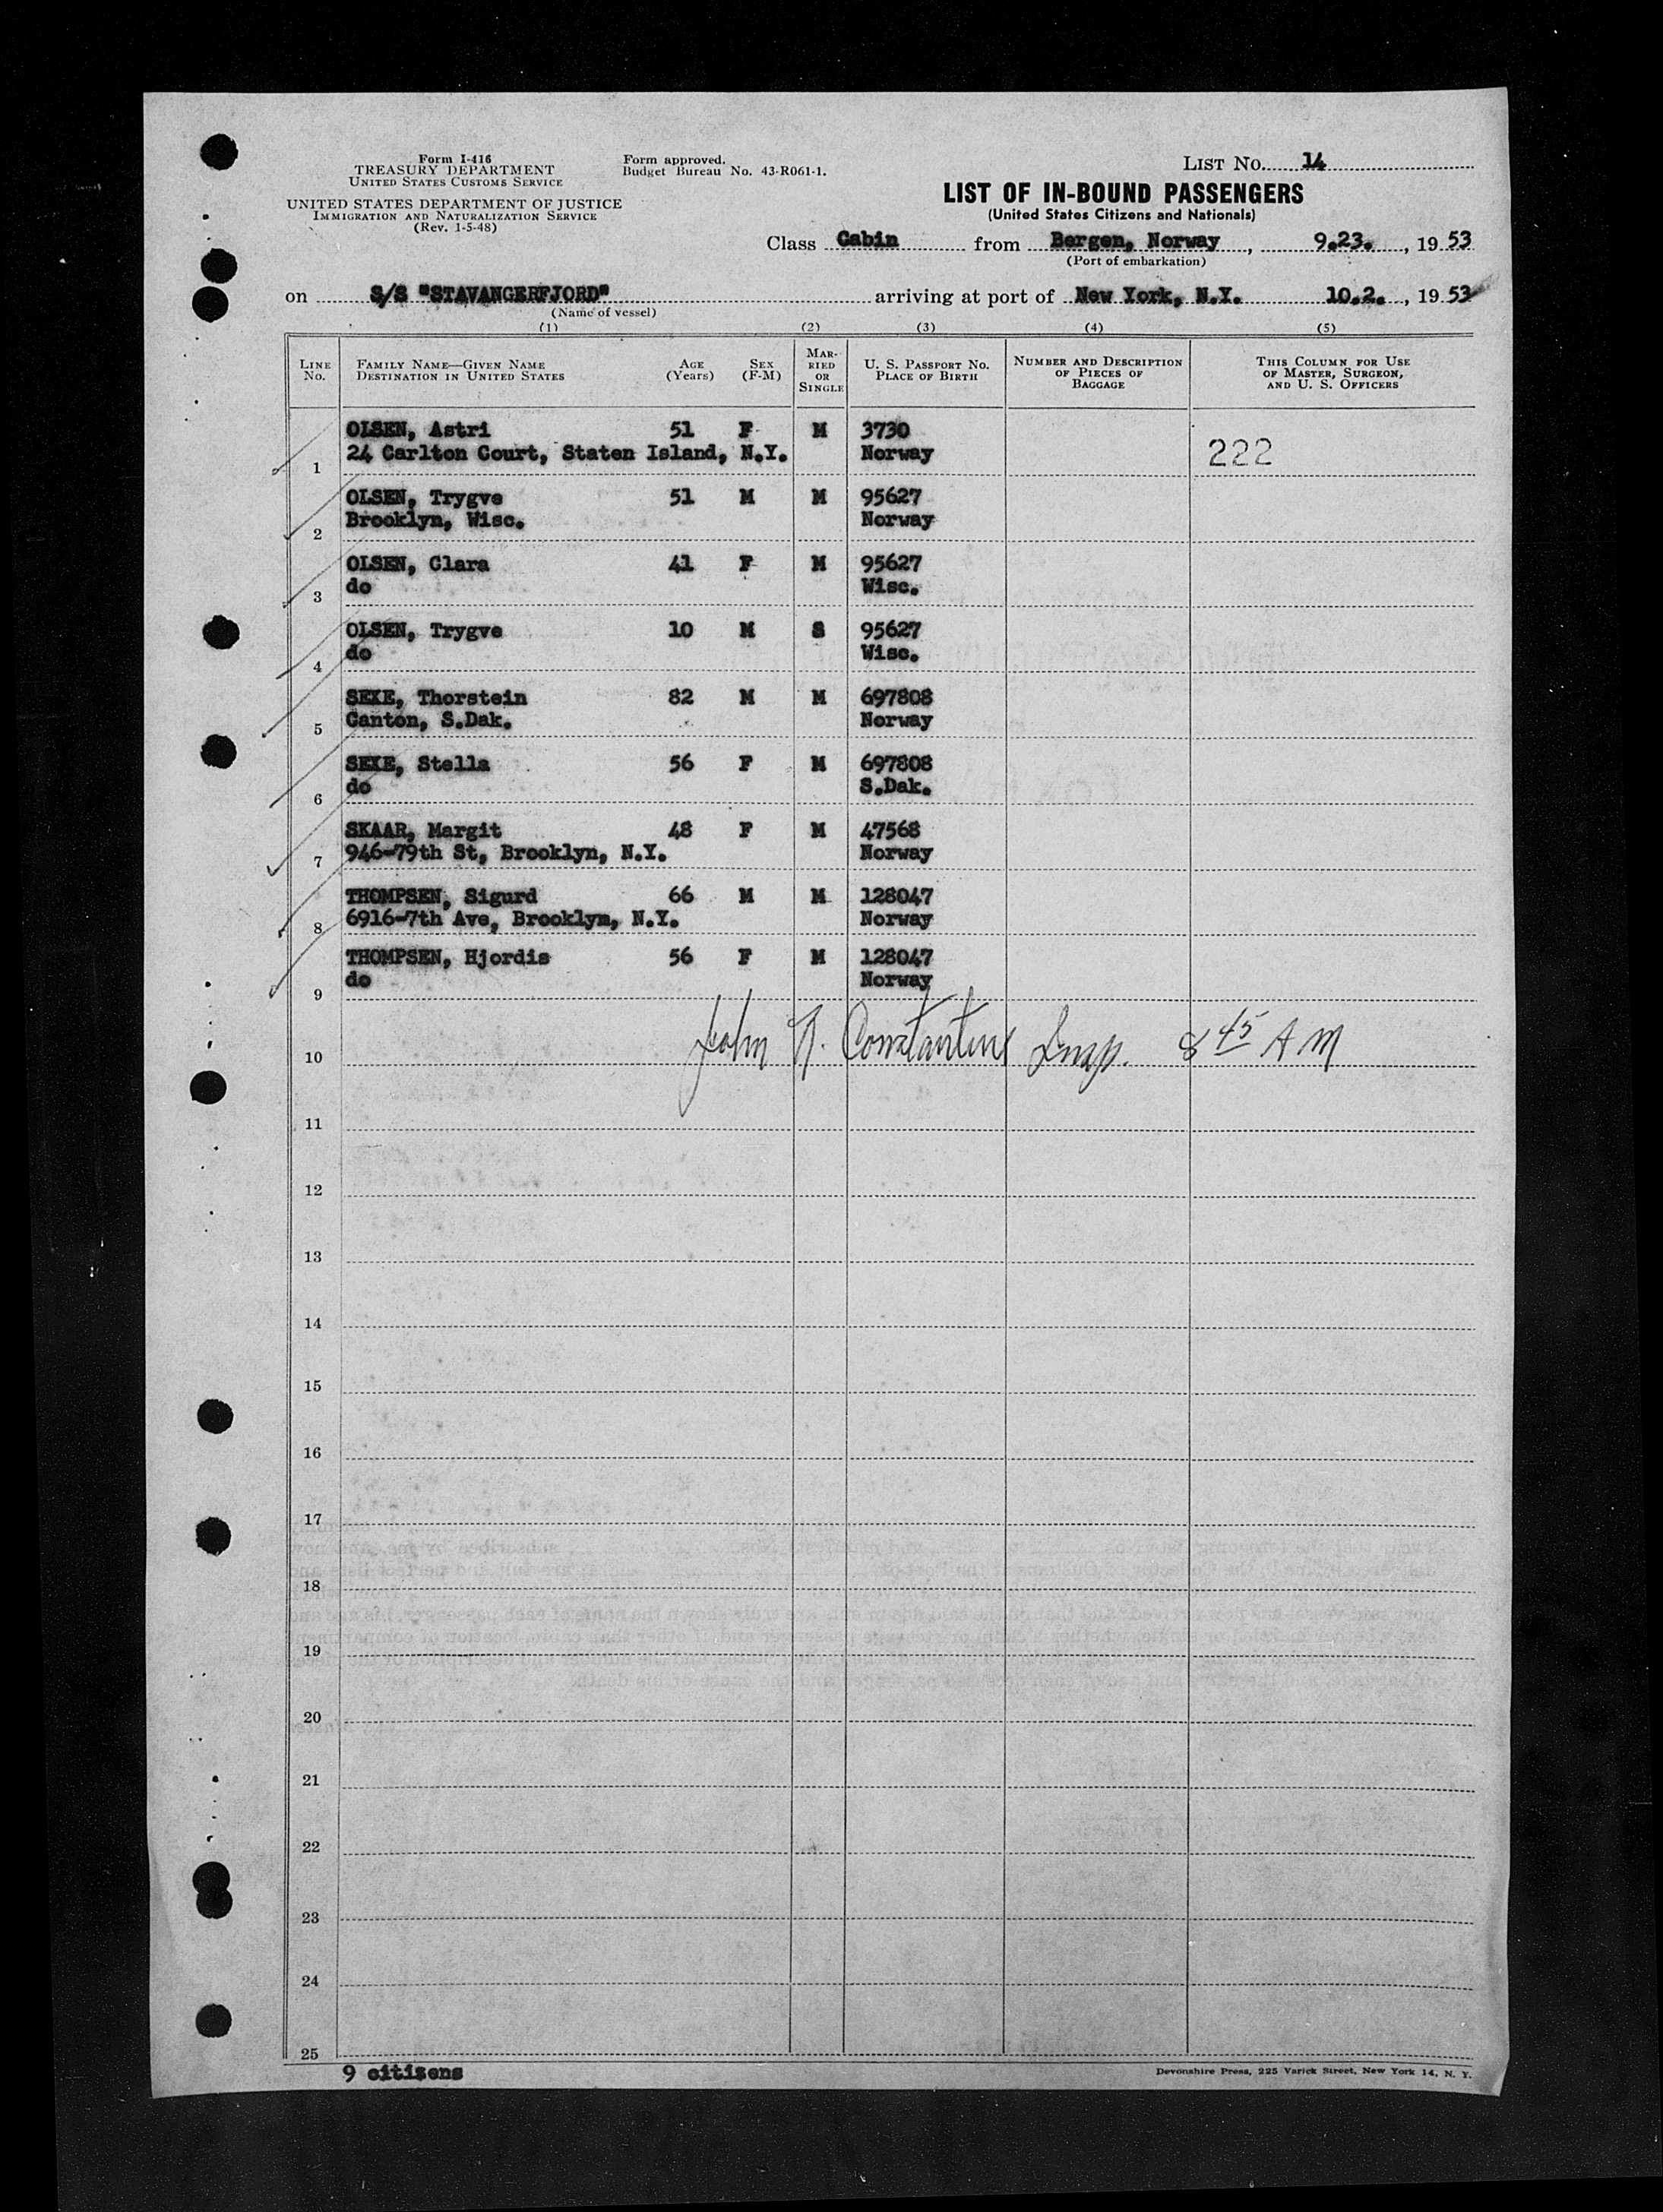 Form I-416
TREASURY DEPARTMENT
UNITED STATES CUSTOMS SERVICE
UNITED STATES DEPARTMENT OF JUSTICE
IMMIGRATION AND NATURALIZATION SERVICE
(Rev. 1-5-48)
Form approved.
Budget Bureau No. 43-R061-1.
LIST NO. 14
LIST OF IN-BOUND PASSENGERS
(United States Citizens and Nationals)
Class Cabin from Bergen, Norway, 9.23., 1953
(Port of embarkation)
on S/S "STAVANGERFJORD" arriving at port of New York, N.Y. 10.2., 1953
(Name of vessel)
(1) (2) (3) (4) (5)
LINE No. FAMILY NAME—GIVEN NAME DESTINATION IN UNITED STATES AGE (Years) SEX (F-M) MARRIED OR SINGLE U. S. PASSPORT NO. PLACE OF BIRTH NUMBER AND DESCRIPTION OF PIECES OF BAGGAGE THIS COLUMN FOR USE OF MASTER, SURGEON, AND U. S. OFFICERS
OLSEN, Astri 51 F M 3730
1 24 Carlton Court, Staten Island, N.Y. Norway 222
OLSEN, Trygve 51 M M 95627
2 Brooklyn, Wisc. Norway
OLSEN, Clara 41 F M 95627
3 do Wisc.
OLSEN, Trygve 10 M S 95627
4 do Wisc.
SEKE, Thorstein 82 M M 697808
5 Canton, S.Dak. Norway
SEKE, Stella 56 F M 697808
6 do S.Dak.
SKAAR, Margit 48 F M 47568
7 946-79th St, Brooklyn, N.Y. Norway
THOMPSEN, Sigurd 66 M M 128047
8 6916-7th Ave, Brooklyn, N.Y. Norway
THOMPSEN, Hjordis 56 F M 128047
9 do Norway
John Constantine Insp. 8 45 AM
10
11
12
13
14
15
16
17
18
19
20
21
22
23
24
25
9 citizens
Devonshire Press, 225 Varick Street, New York 14, N. Y.